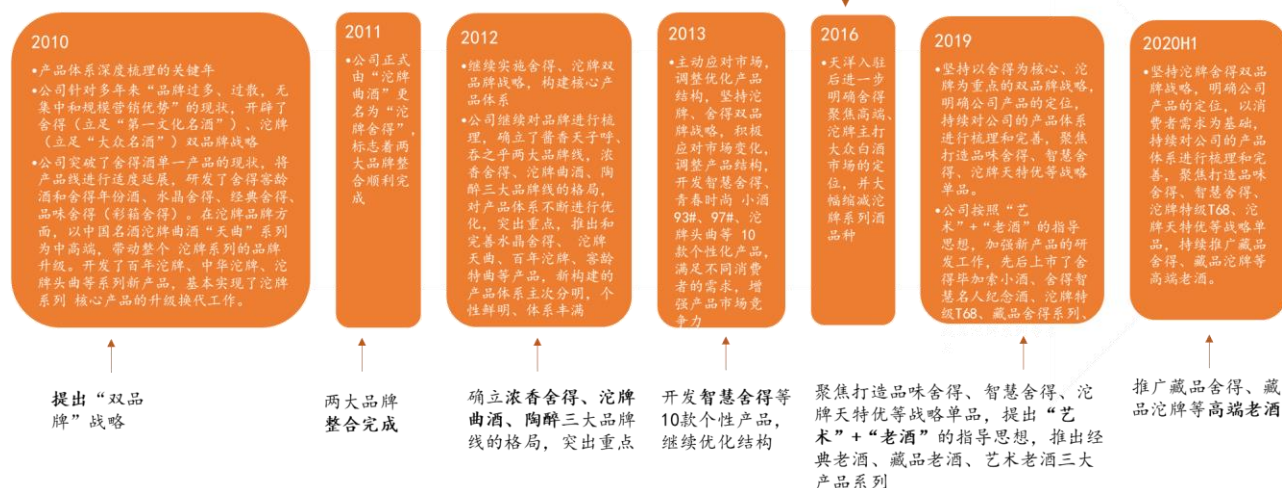 2010
•产品体系深度梳理的关键年
•公司针对多年来“品牌过多、过散，无
集中和规模营销优势”的现状，开辟了
舍得（立足“第一文化名酒”）、沱牌
（立足“大众名酒”）双品牌战略
•公司突破了舍得酒单一产品的现状，将
产品线进行适度延展，研发了舍得窖龄
酒和舍得年份酒、水晶舍得、经典舍得、
品味舍得（彩箱舍得）。在沱牌品牌方
面，以中国名酒沱牌曲酒“天曲”系列
为中高端，带动整个 沱牌系列的品牌
升级。开发了百年沱牌、中华沱牌、沱
牌头曲等系列新产品，基本实现了沱牌
系列 核心产品的升级换代工作。
2011
•公司正式
由“沱牌
曲酒”更
名为“沱牌
舍得”，
标志着两
大品牌整
合顺利完
成
2012
•继续实施舍得、沱牌双
品牌战略，构建核心产
品体系
•公司继续对品牌进行梳
理，确立了酱香天子呼、
吞之乎两大品牌线，浓
香舍得、沱牌曲酒、陶
醉三大品牌线的格局，
对产品体系不断进行优
化，突出重点，推出和
完善水晶舍得、 沱牌
天曲、百年沱牌、窖龄
特曲等产品，新构建的
产品体系主次分明，个
性鲜明、体系丰满
2013
•主动应对市场，
调整优化产品
结构，坚持沱
牌、舍得双品
牌战略，积极
应对市场变化，
调整产品结构，
开发智慧舍得、
青春时尚 小酒
93#、97#、沱
牌头曲等 10
款个性化产品，
满足不同消费
者的需求，增
强产品市场竞
争力
2016
•天洋入驻
后进一步
明确舍得
聚焦高端、
沱牌主打
大众白酒
市场的定
位，并大
幅缩减沱
牌系列酒
品种
2019
•坚持以舍得为核心、沱
牌为重点的双品牌战略，
明确公司产品的定位，
持续对公司的产品体系
进行梳理和完善，聚焦
打造品味舍得、智慧舍
得、沱牌天特优等战略
单品。
•公司按照“艺
术”+“老酒”的指导
思想，加强新产品的研
发工作，先后上市了舍
得毕加索小酒、舍得智
慧名人纪念酒、沱牌特
级T68、藏品舍得系列、
2020H1
•坚持沱牌舍得双品
牌战略，明确公司
产品的定位，以消
费者需求为基础，
持续对公司的产品
体系进行梳理和完
善，聚焦打造品味
舍得、智慧舍得、
沱牌特级T68、沱
牌天特优等战略单
品，持续推广藏品
舍得、藏品沱牌等
高端老酒。
提出“双品
牌”战略
两大品牌
整合完成
确立浓香舍得、沱牌
曲酒、陶醉三大品牌
线的格局，突出重点
开发智慧舍得等
10款个性产品，
继续优化结构
聚焦打造品味舍得、智慧舍得、沱
牌天特优等战略单品，提出“艺
术”+“老酒”的指导思想，推出经
典老酒、藏品老酒、艺术老酒三大
产品系列
推广藏品舍得、藏
品沱牌等高端老酒